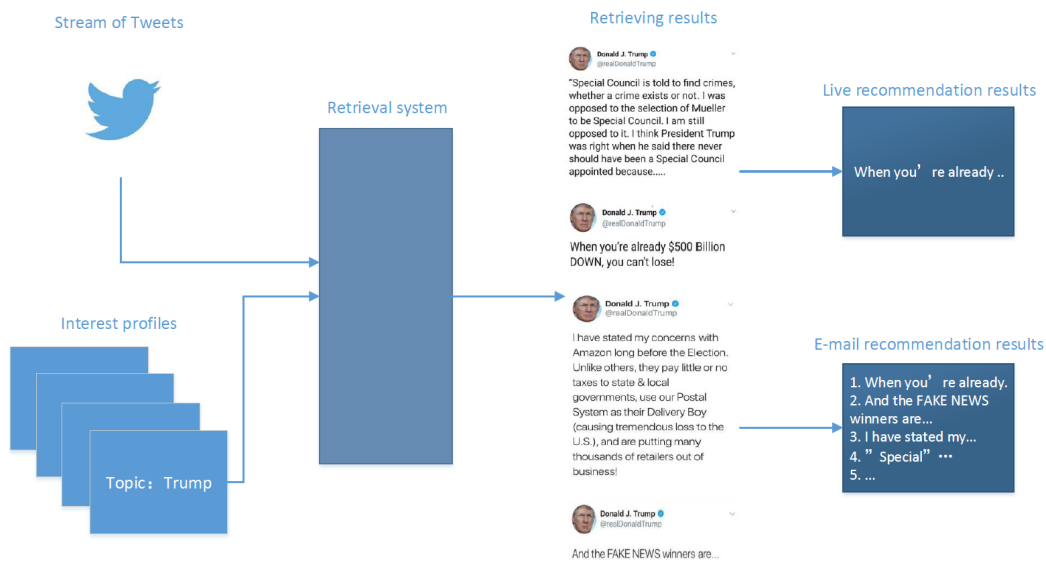 Stream of Tweets
Retrieval system
Interest profiles
Topic：Trump
Retrieving results
Donald J. Trump
@realDonaldTrump
"Special Council is told to find crimes,
whether a crime exists or not. I was
opposed to the selection of Mueller
to be Special Council. I am still
opposed to it. I think President Trump
was right when he said there never
should have been a Special Council
appointed because.....
Donald J. Trump
@realDonaldTrump
When you're already $500 Billion
DOWN, you can't lose!
Donald J. Trump
@realDonaldTrump
I have stated my concerns with
Amazon long before the Election.
Unlike others, they pay little or no
taxes to state & local
governments, use our Postal
System as their Delivery Boy
(causing tremendous loss to the
U.S.), and are putting many
thousands of retailers out of
business!
Donald J. Trump
@realDonaldTrump
And the FAKE NEWS winners are...
Live recommendation results
When you’re already ..
E-mail recommendation results
1. When you’re already.
2. And the FAKE NEWS
winners are...
3. I have stated my...
4. ”Special” …
5. ...